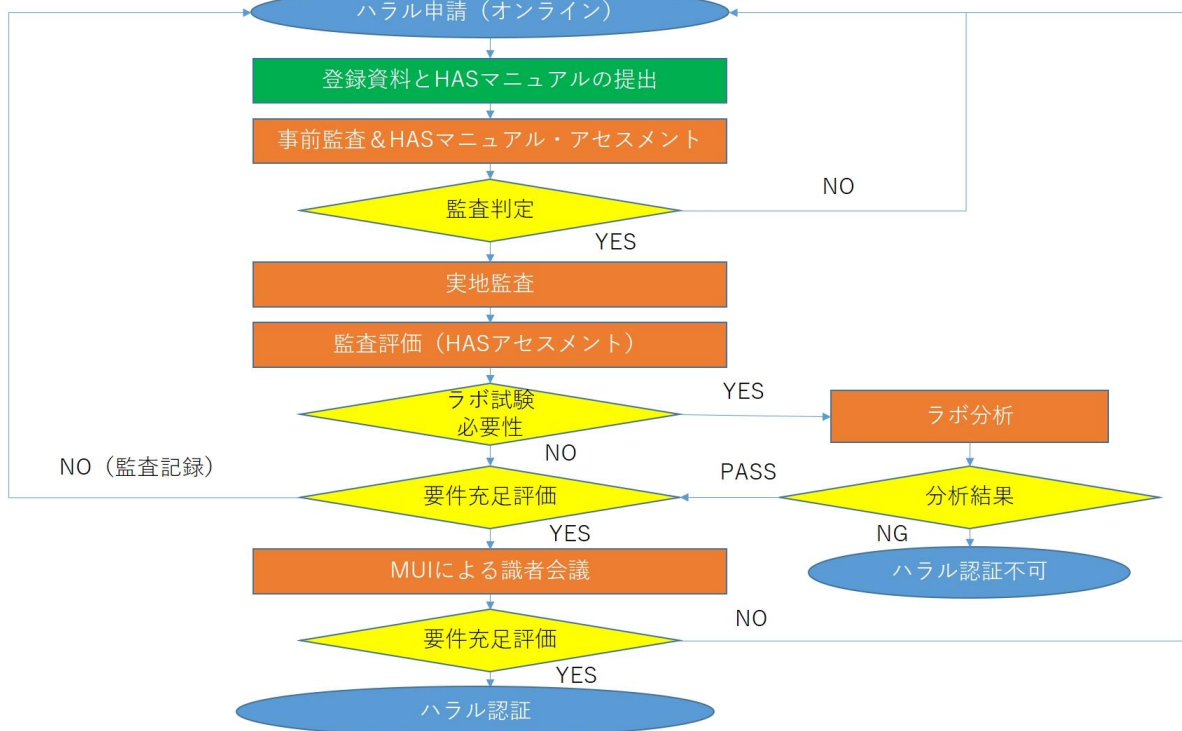 ハラル申請（オンライン）
登録資料とHASマニュアルの提出
事前監査＆HASマニュアル・アセスメント
監査判定
NO
YES
実地監査
監査評価（HASアセスメント）
ラボ試験
必要性
YES
ラボ分析
NO
NO（監査記録）
PASS
要件充足評価
分析結果
YES
NG
MUIによる識者会議
ハラル認証不可
要件充足評価
NO
YES
ハラル認証